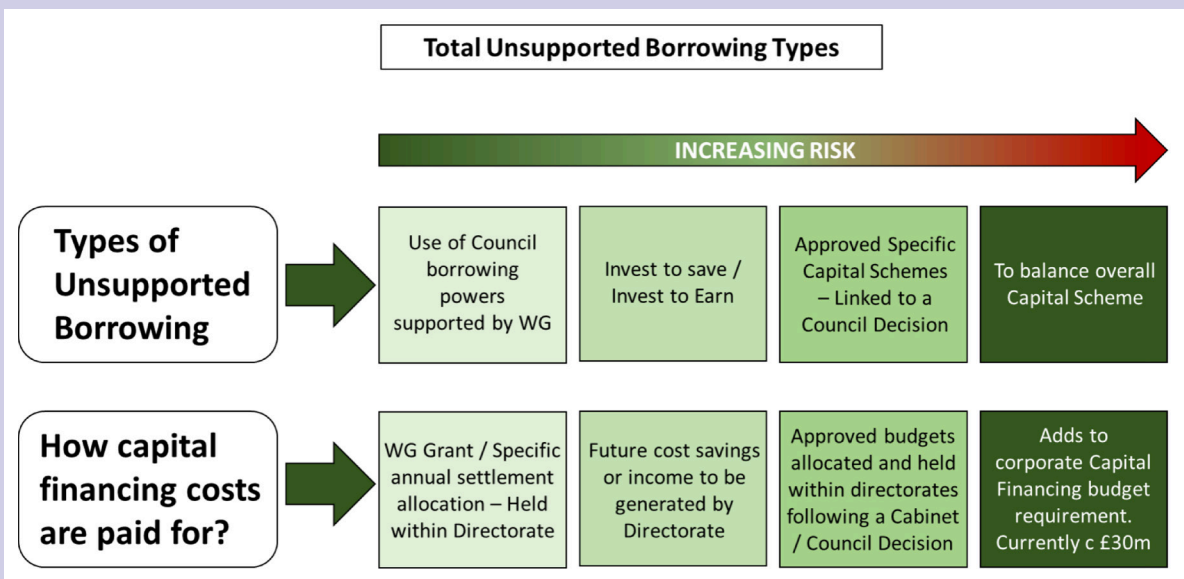 Total Unsupported Borrowing Types
INCREASING RISK
Types of
Unsupported
Borrowing
Use of Council
borrowing
powers
supported by WG
Invest to save /
Invest to Earn
Approved Specific
Capital Schemes
– Linked to a
Council Decision
To balance overall
Capital Scheme
How capital
financing costs
are paid for?
WG Grant / Specific
annual settlement
allocation – Held
within Directorate
Future cost savings
or income to be
generated by
Directorate
Approved budgets
allocated and held
within directorates
following a Cabinet
/ Council Decision
Adds to
corporate Capital
Financing budget
requirement.
Currently c £30m